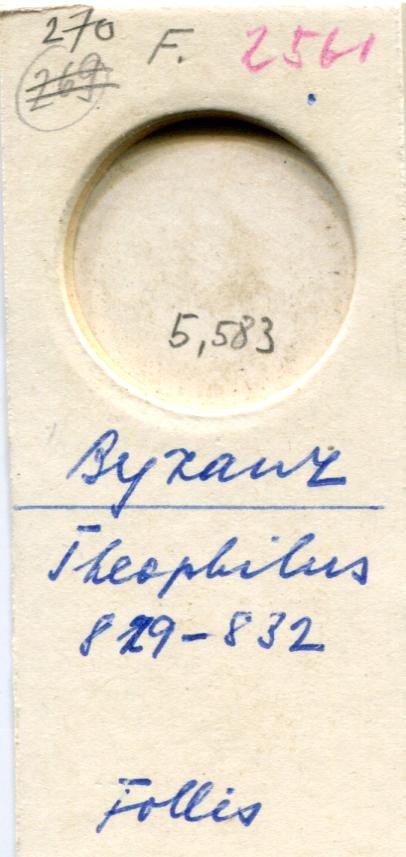 270 F. 2561
269
5,583
Byzanz
Theophilus
829-832
Follis